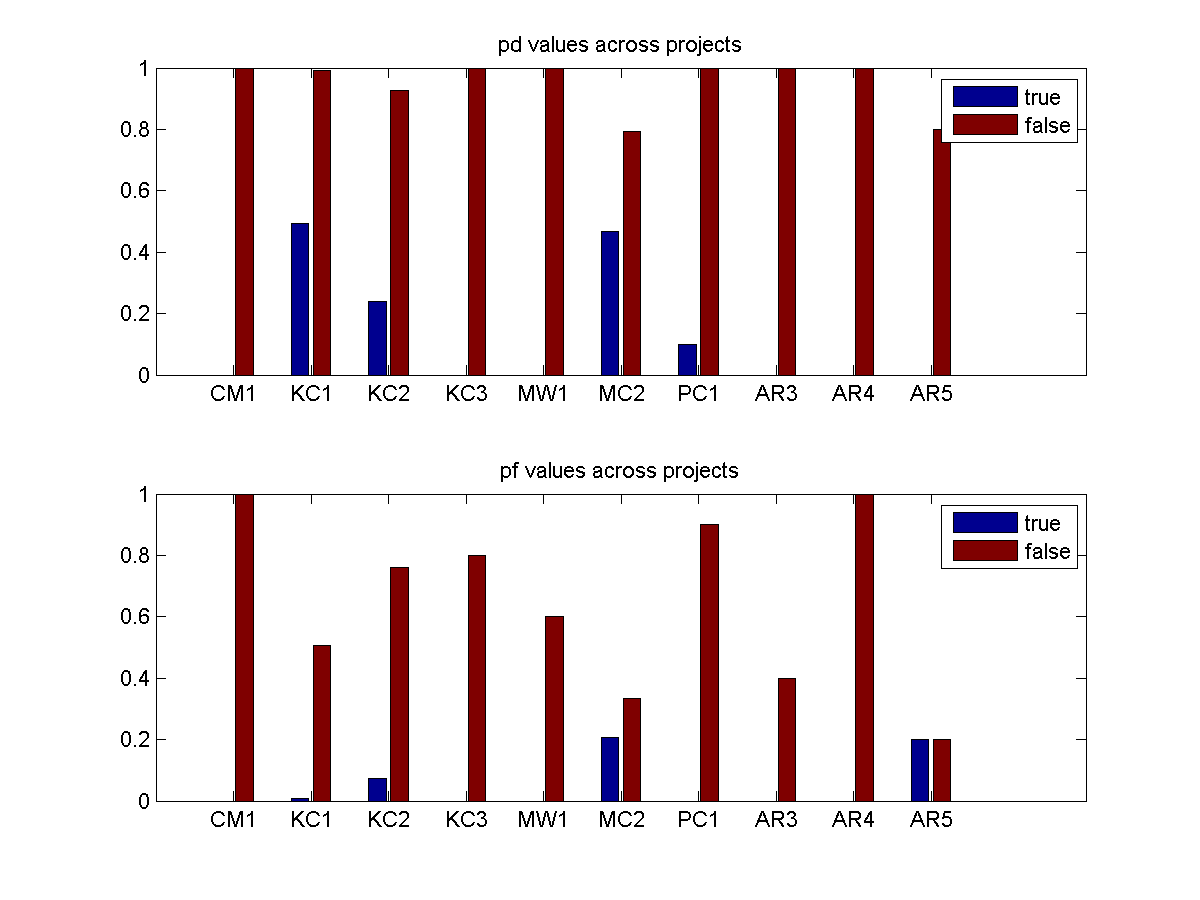 pd values across projects
1
0.8
0.6
0.4
0.2
0
true
false
CM1 KC1 KC2 KC3 MW1 MC2 PC1 AR3 AR4 AR5
pf values across projects
1
0.8
0.6
0.4
0.2
0
true
false
CM1 KC1 KC2 KC3 MW1 MC2 PC1 AR3 AR4 AR5